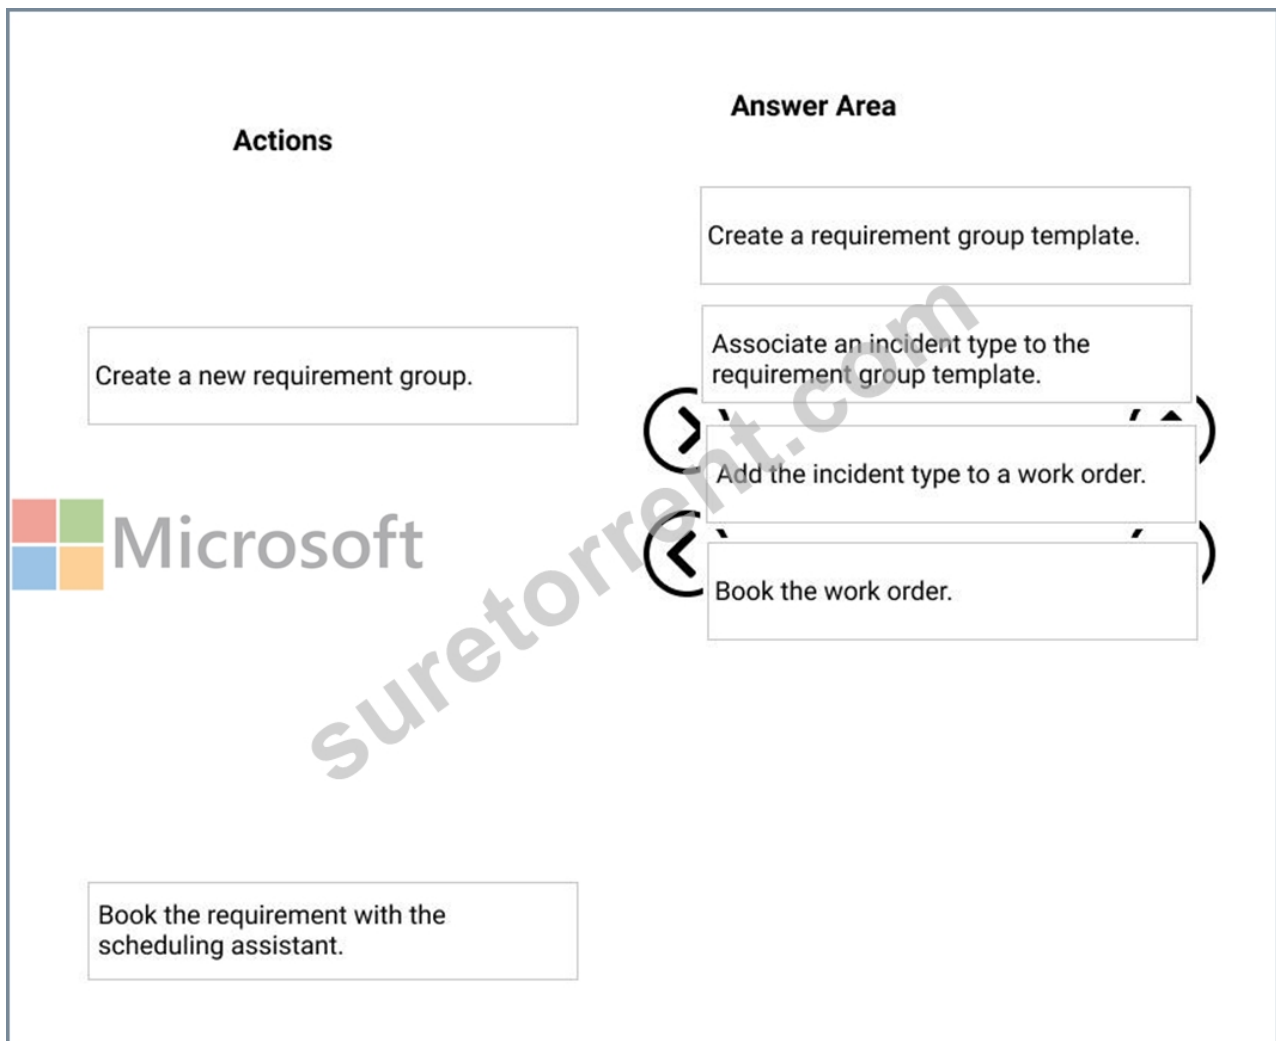 Answer Area
Actions
Create a requirement group template.
Associate an incident type to the
requirement group template.
Create a new requirement group.
Add the incident type to a work order.
Microsoft
Book the work order.
suretorrent.com
Book the requirement with the
scheduling assistant.